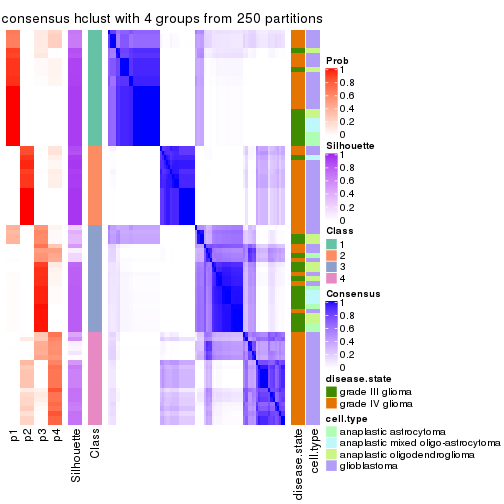 consensus hclust with 4 groups from 250 partitions
Prob
1
0.8
0.6
0.4
0.2
0
Silhouette
1
0.8
0.6
0.4
0.2
0
Class
1
2
3
4
Consensus
1
0.8
0.6
0.4
0.2
0
disease.state
grade III glioma
grade IV glioma
cell.type
anaplastic astrocytoma
anaplastic mixed oligo-astrocytoma
anaplastic oligodendroglioma
glioblastoma
p1
p2
p3
p4
Silhouette
Class
disease.state
cell.type